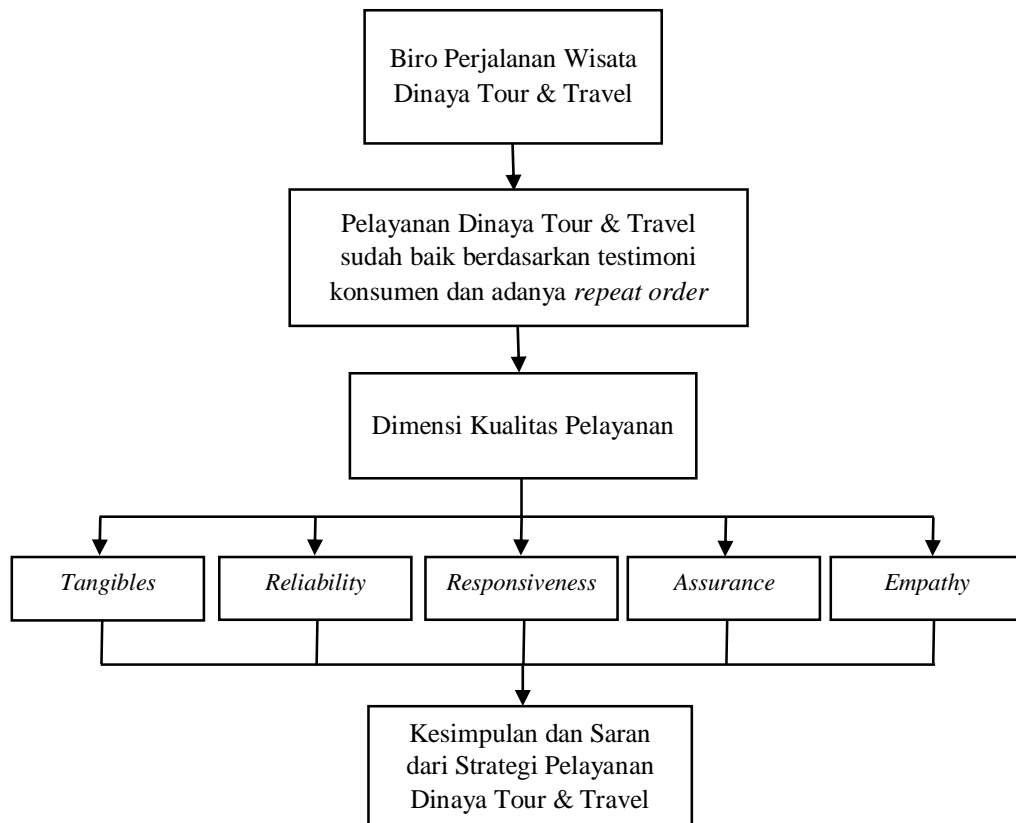 Biro Perjalanan Wisata
Dinaya Tour & Travel
Pelayanan Dinaya Tour & Travel
sudah baik berdasarkan testimoni
konsumen dan adanya repeat order
Dimensi Kualitas Pelayanan
Tangibles
Reliability
Responsiveness
Assurance
Empathy
Kesimpulan dan Saran
dari Strategi Pelayanan
Dinaya Tour & Travel